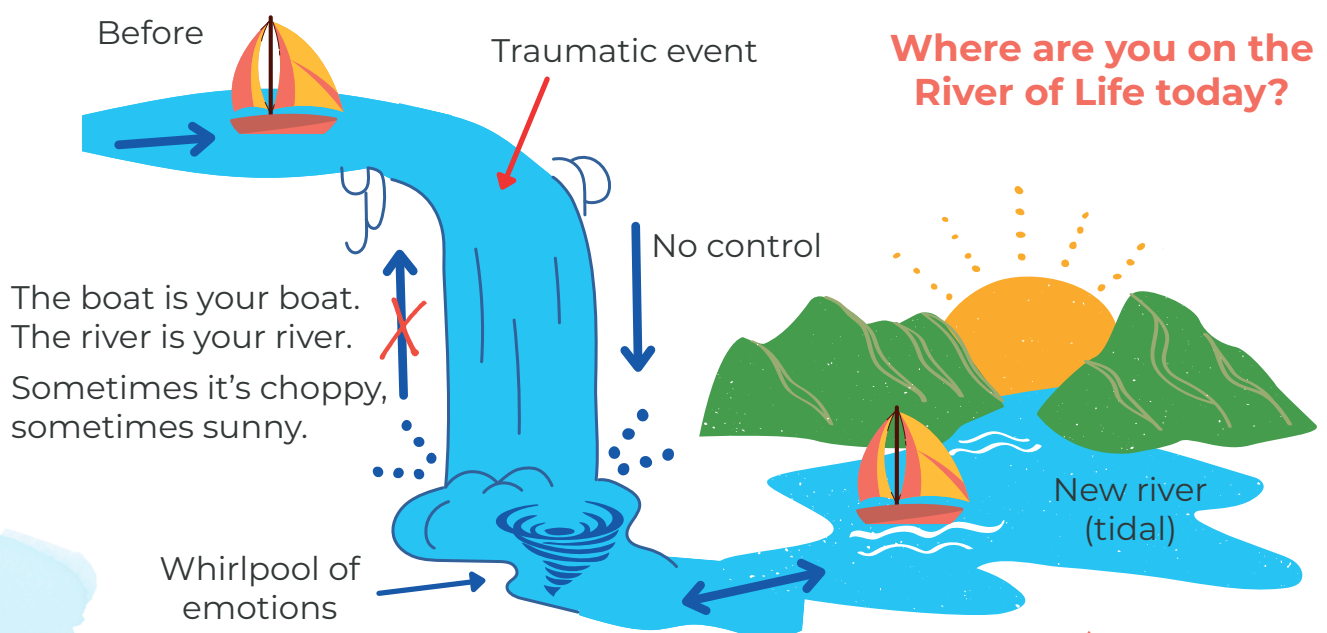 Before
Traumatic event
Where are you on the
River of Life today?
No control
The boat is your boat.
The river is your river.
Sometimes it’s choppy,
sometimes sunny.
New river
(tidal)
Whirlpool of
emotions